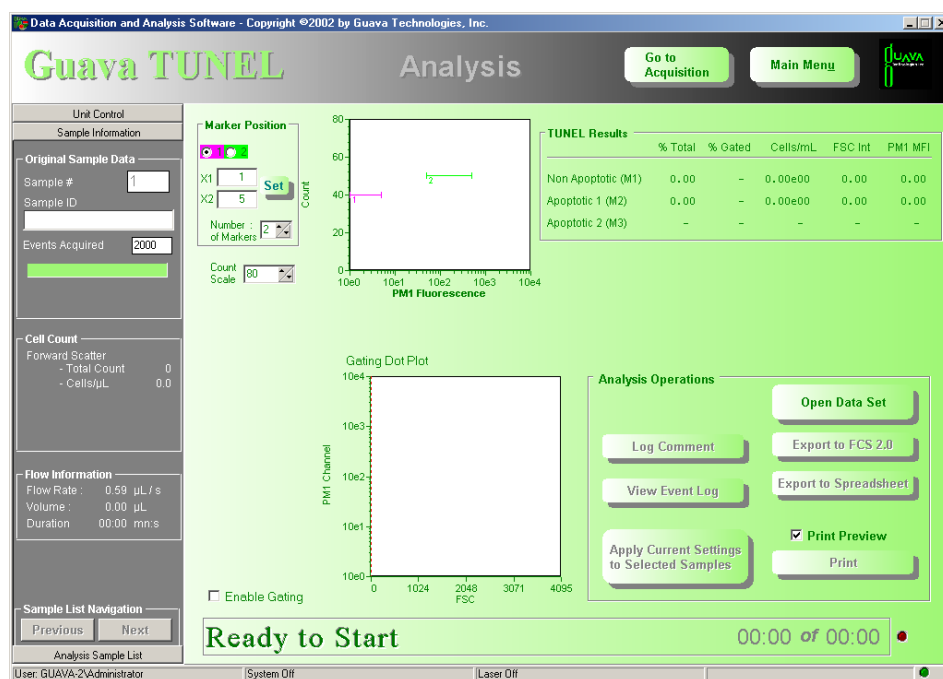 Data Acquisition and Analysis Software - Copyright ©2002 by Guava Technologies, Inc.
Guava TUNEL
Analysis
Go to
Acquisition
Main Menu
GUAVA
Unit Control
Sample Information
Original Sample Data
Sample # 1
Sample ID
Events Acquired 2000
Cell Count
Forward Scatter
- Total Count 0
- Cells/µL 0.0
Flow Information
Flow Rate : 0.59 µL / s
Volume : 0.00 µL
Duration 00:00 mn:s
Sample List Navigation
Previous Next
Analysis Sample List
Marker Position
1 2
X1 1
X2 5
Set
Number :
of Markers 2
Count
Scale 80
80
60
40
20
0
Count
1
2
10e0 10e1 10e2 10e3 10e4
PM1 Fluorescence
TUNEL Results
% Total % Gated Cells/mL FSC Int PM1 MFI
Non Apoptotic (M1) 0.00 - 0.00e00 0.00 0.00
Apoptotic 1 (M2) 0.00 - 0.00e00 0.00 0.00
Apoptotic 2 (M3) - - - - -
Gating Dot Plot
10e4
10e3
10e2
10e1
10e0
PM1 Channel
0 1024 2048 3071 4095
FSC
Enable Gating
Analysis Operations
Open Data Set
Log Comment
Export to FCS 2.0
View Event Log
Export to Spreadsheet
Apply Current Settings
to Selected Samples
Print Preview
Print
Ready to Start
00:00 of 00:00
User: GUAVA-2\Administrator System Off Laser Off